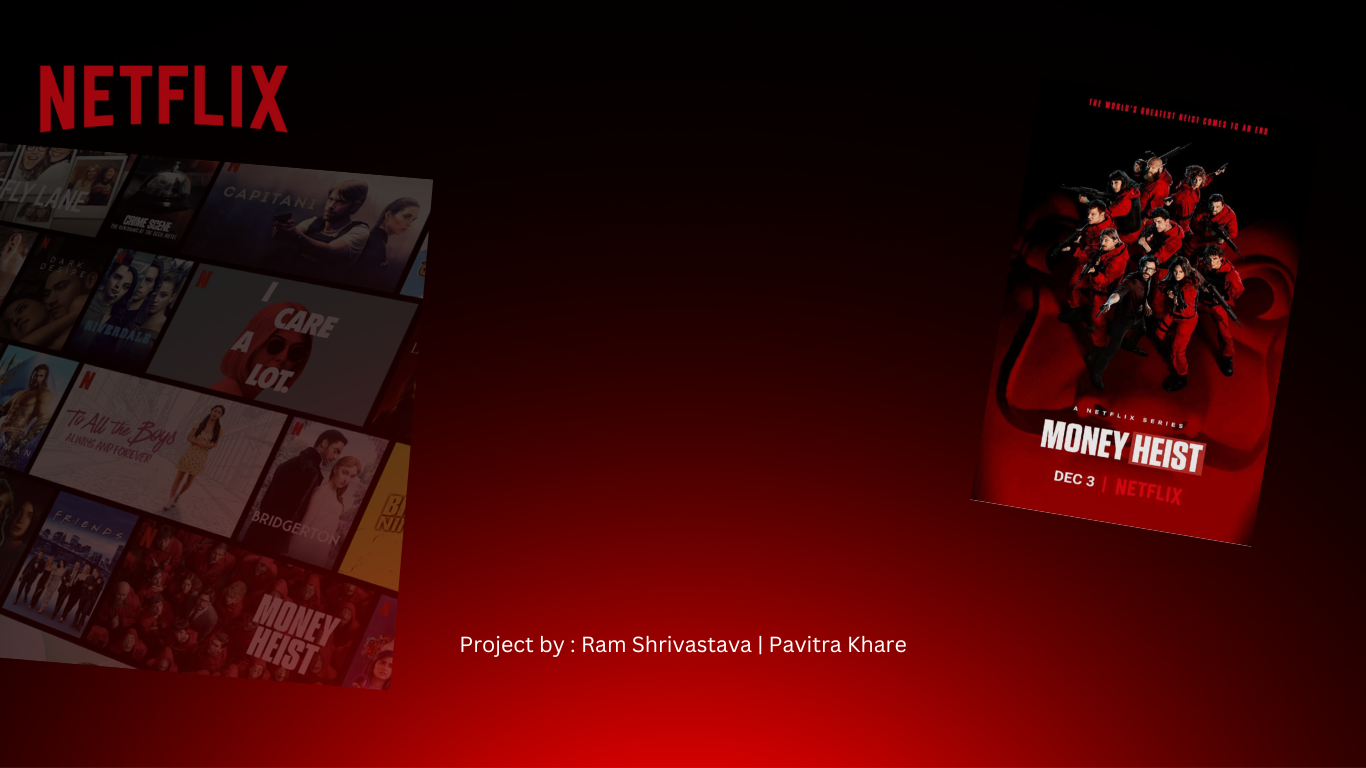 NETFLIX
FLY LANE
CRIME SCENE
CAPITANI
DARK
DESIRE
RIVERDALE
I
CARE
A
LOT.
To All the Boys
ALWAYS AND FOREVER
BRIDGERTON
FRIENDS
MONEY
HEIST
THE WORLD'S GREATEST HEIST COMES TO AN END
A NETFLIX SERIES
MONEY HEIST
DEC 3 | NETFLIX
Project by : Ram Shrivastava | Pavitra Khare